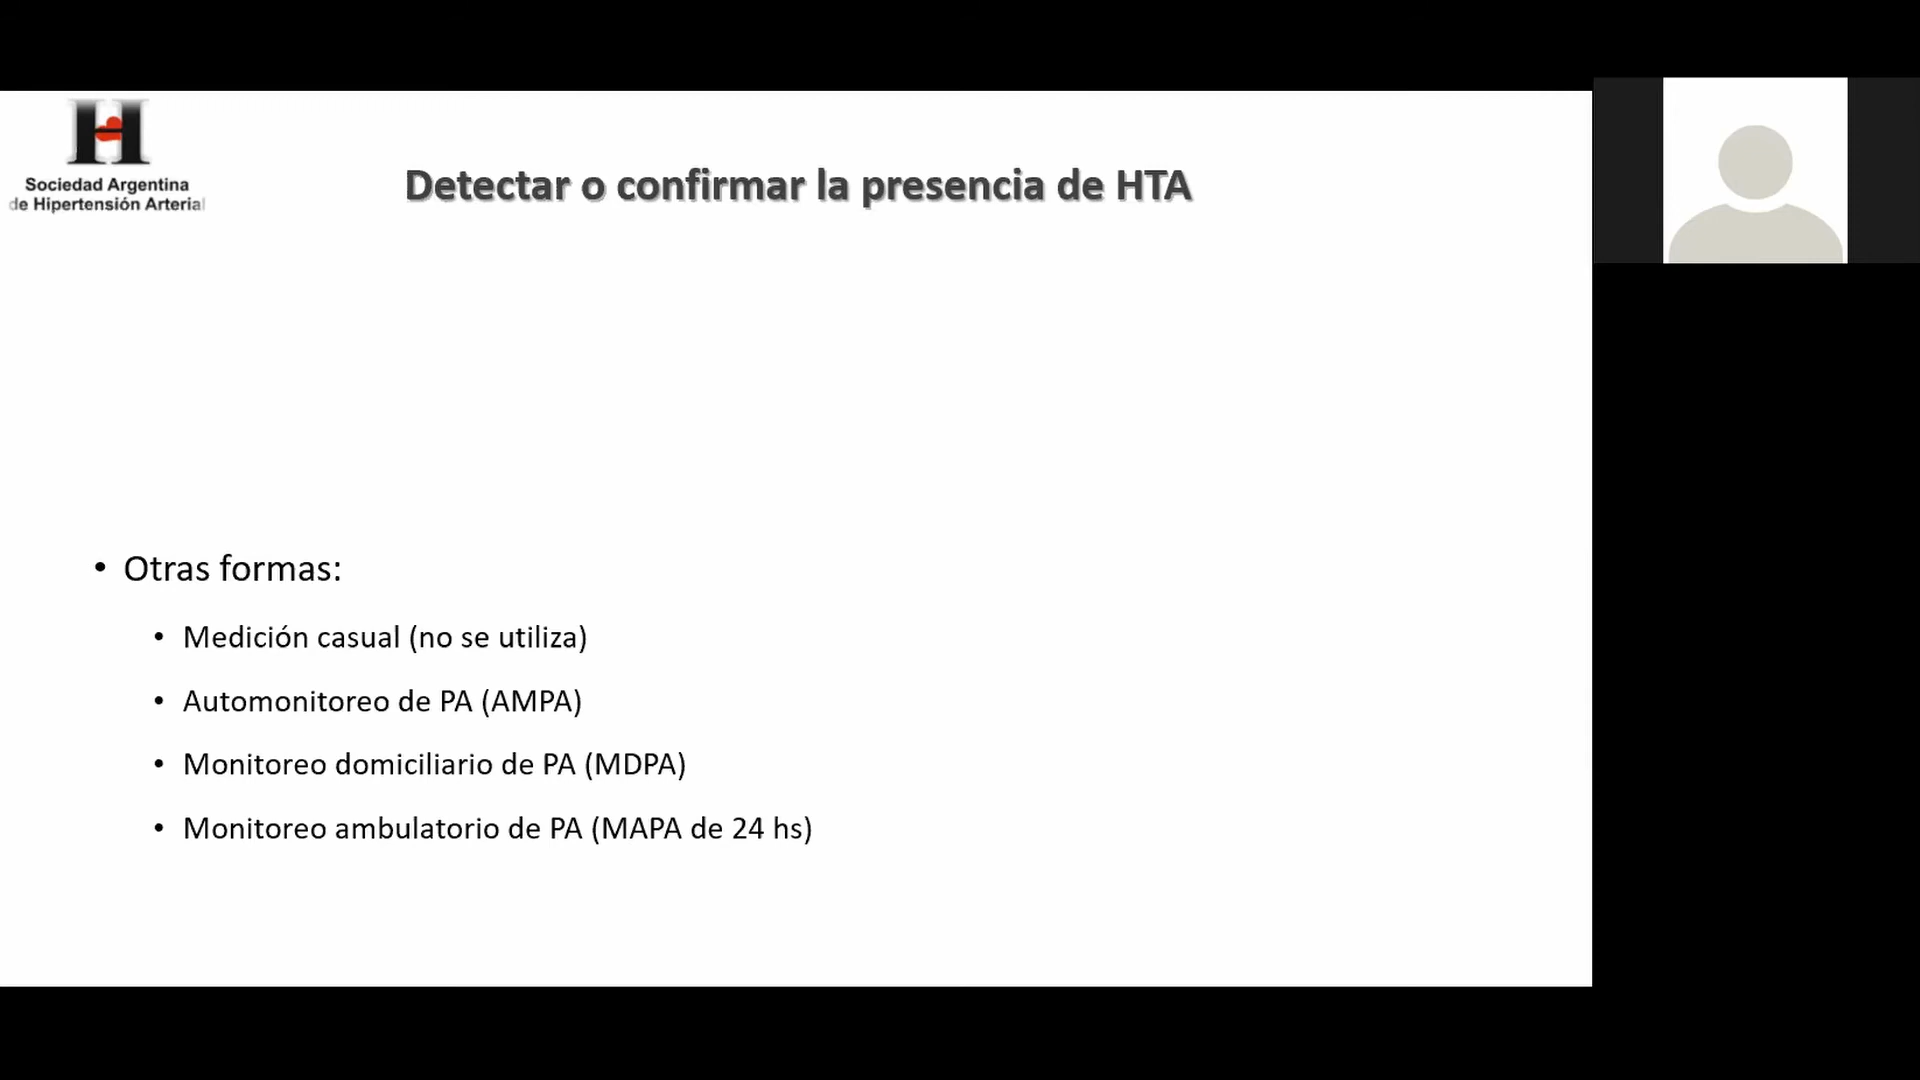 Sociedad Argentina
de Hipertensión Arterial
Detectar o confirmar la presencia de HTA
• Otras formas:
• Medición casual (no se utiliza)
• Automonitoreo de PA (AMPA)
• Monitoreo domiciliario de PA (MDPA)
• Monitoreo ambulatorio de PA (MAPA de 24 hs)